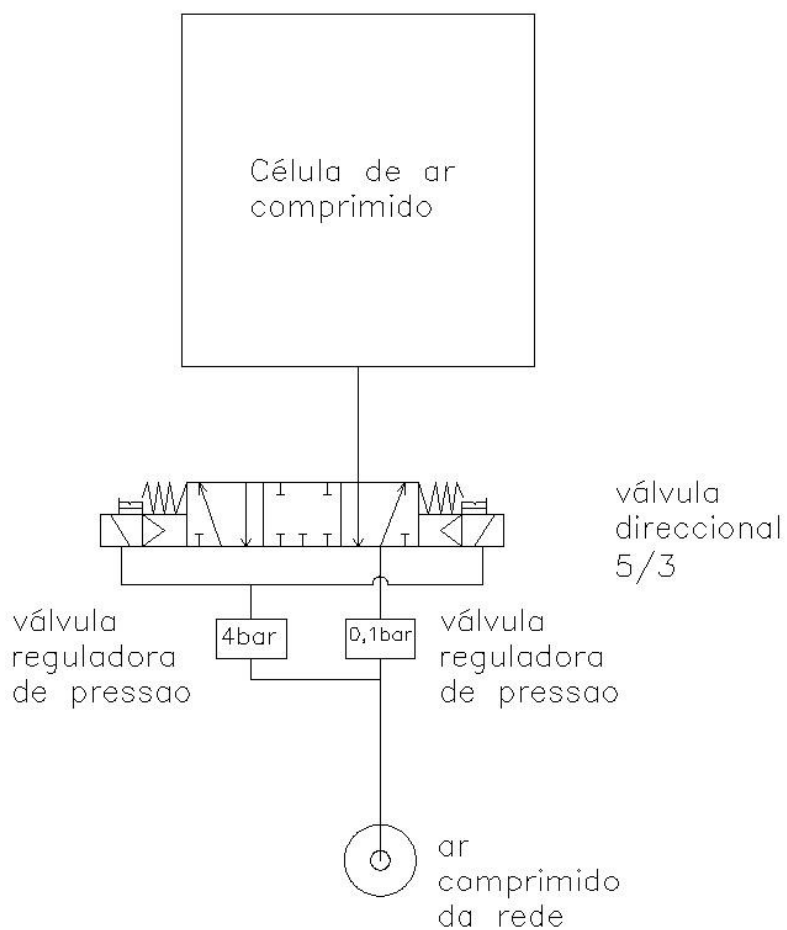 Célula de ar
comprimido
válvula
direccional
5/3
válvula
reguladora
de pressao
4bar
0,1bar
válvula
reguladora
de pressao
ar
comprimido
da rede